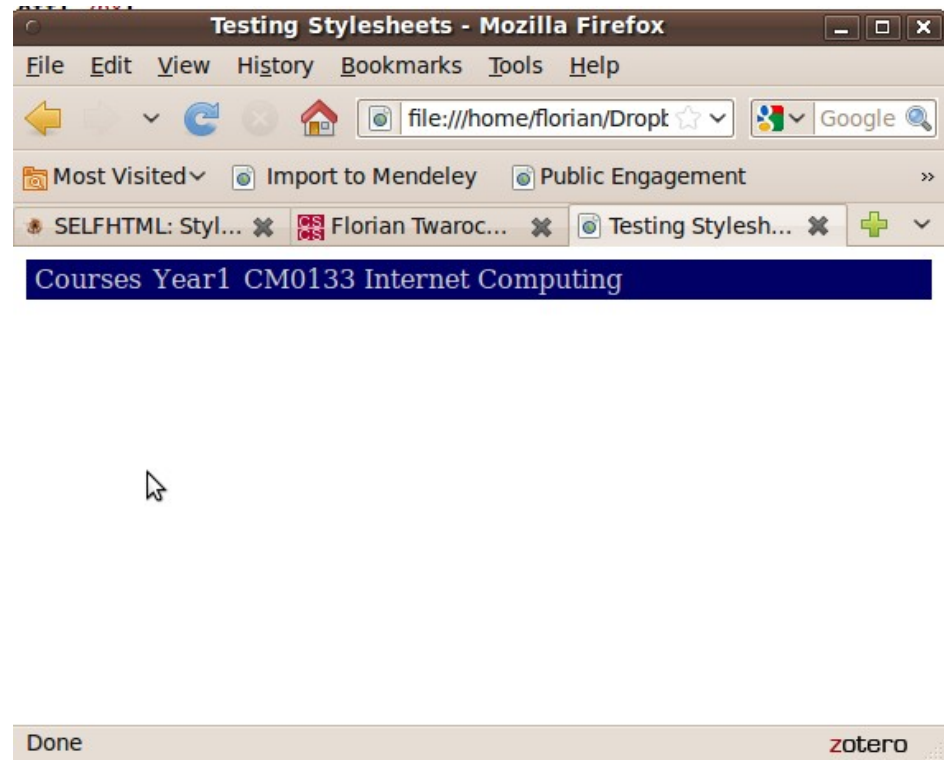 Testing Stylesheets - Mozilla Firefox
File Edit View History Bookmarks Tools Help
file:///home/florian/Dropb Google
Most Visited Import to Mendeley Public Engagement »
SELFHTML: Styl... Florian Twaroc... Testing Stylesh...
Courses Year1 CM0133 Internet Computing
Done zotero